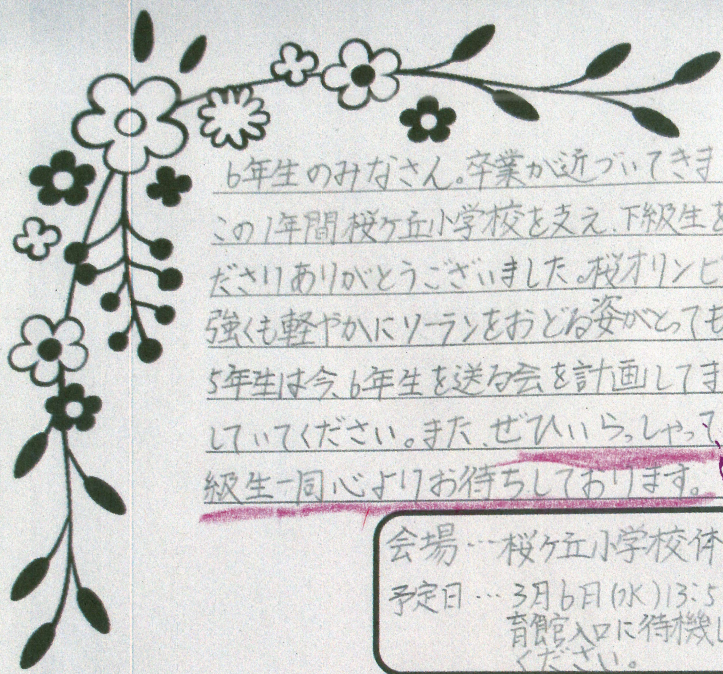 6年生のみなさん。卒業が近づいてきま
この1年間桜ヶ丘小学校を支え、下級生を
ださりありがとうございました。桜オリンピ
強くも軽やかにソーランをおどる姿がとっても
5年生は今、6年生を送る会を計画してま
していてください。また、ぜひいらっしゃって
級生一同心よりお待ちしております。
会場…桜ヶ丘小学校体
予定日…3月6日(水)13:5
育館入口に待機し
ください。